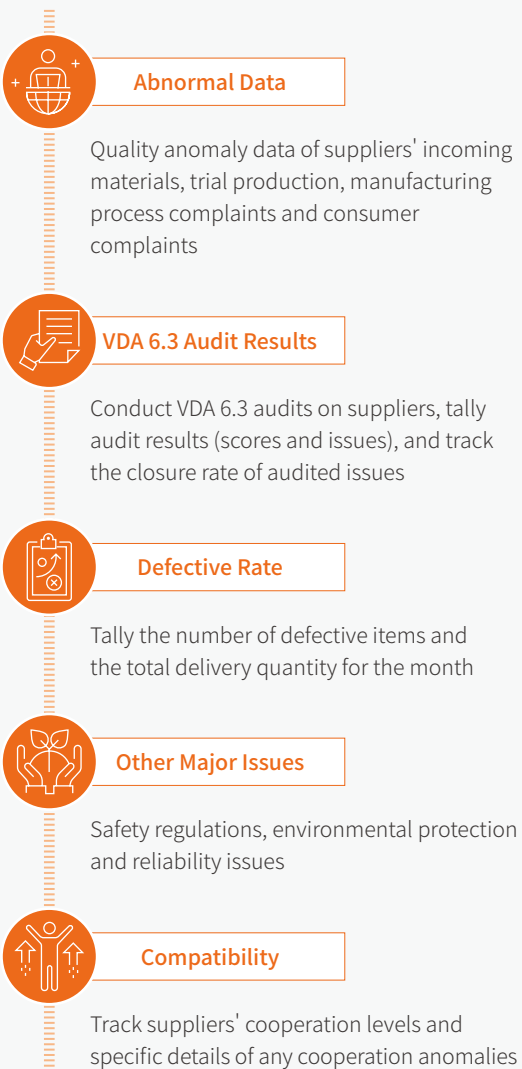 Abnormal Data
Quality anomaly data of suppliers' incoming
materials, trial production, manufacturing
process complaints and consumer
complaints
VDA 6.3 Audit Results
Conduct VDA 6.3 audits on suppliers, tally
audit results (scores and issues), and track
the closure rate of audited issues
Defective Rate
Tally the number of defective items and
the total delivery quantity for the month
Other Major Issues
Safety regulations, environmental protection
and reliability issues
Compatibility
Track suppliers' cooperation levels and
specific details of any cooperation anomalies